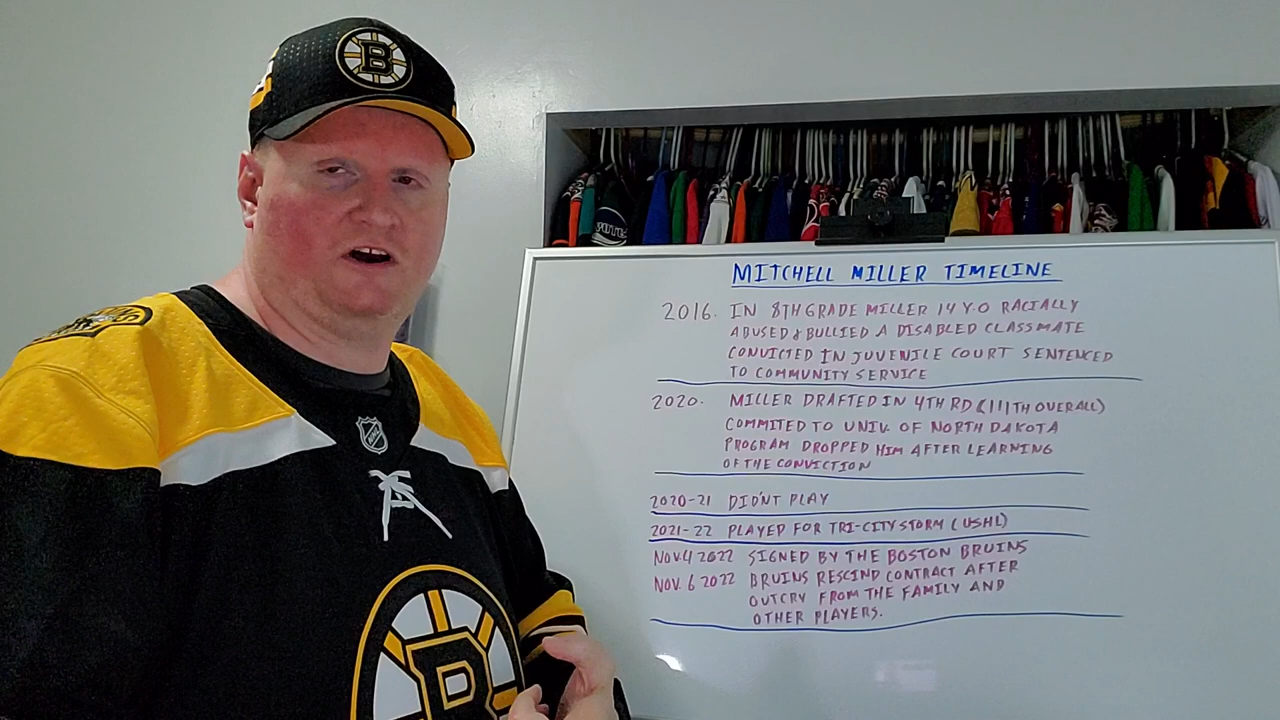 B
NHL
B
MITCHELL MILLER TIMELINE
2016. IN 8TH GRADE MILLER 14 Y.O RACIALLY
ABUSED & BULLIED A DISABLED CLASSMATE
CONVICTED IN JUVENILE COURT SENTENCED
TO COMMUNITY SERVICE
2020. MILLER DRAFTED IN 4TH RD (111TH OVERALL)
COMMITED TO UNIV. OF NORTH DAKOTA
PROGRAM DROPPED HIM AFTER LEARNING
OF THE CONVICTION
2020-21 DIDN'T PLAY
2021-22 PLAYED FOR TRI-CITY STORM (USHL)
NOV. 4 2022 SIGNED BY THE BOSTON BRUINS
NOV. 6 2022 BRUINS RESCIND CONTRACT AFTER
OUTCRY FROM THE FAMILY AND
OTHER PLAYERS.